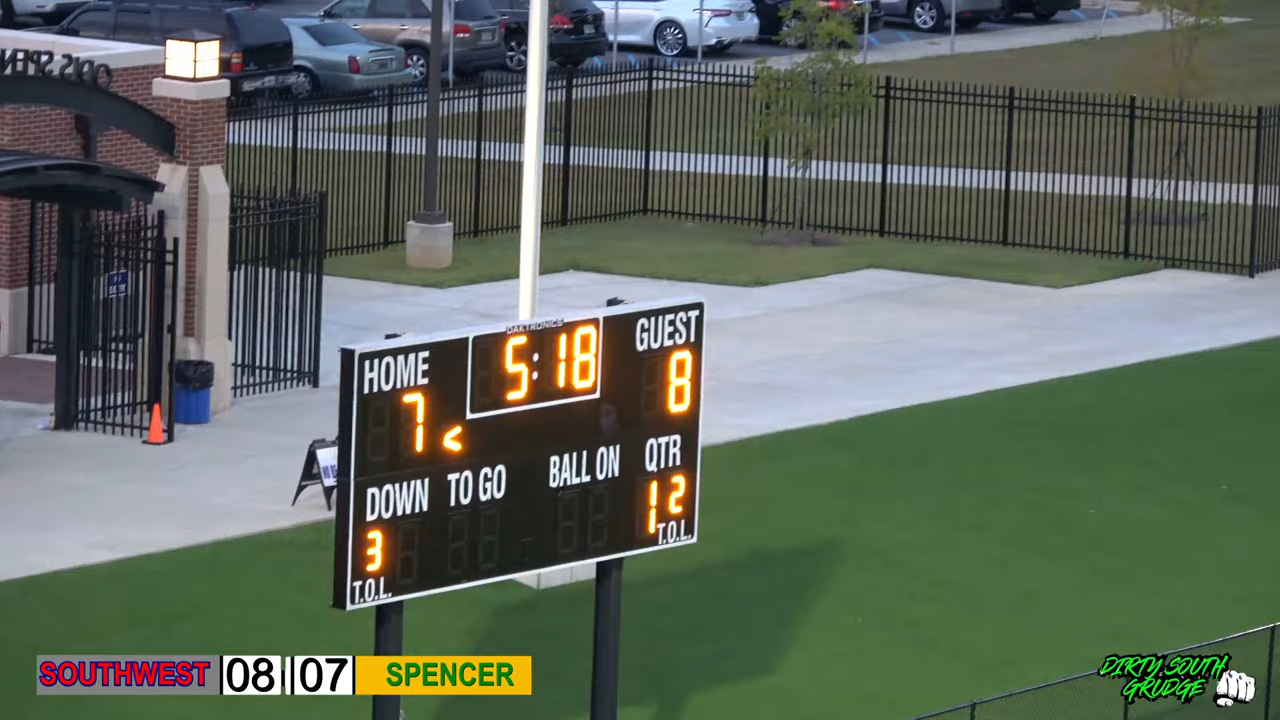 DAKTRONICS
HOME 5:18 GUEST
7 < 8
DOWN TO GO BALL ON QTR
3 1 2
T.O.L. T.O.L.
SOUTHWEST 08 07 SPENCER
DIRTY SOUTH
GRUDGE